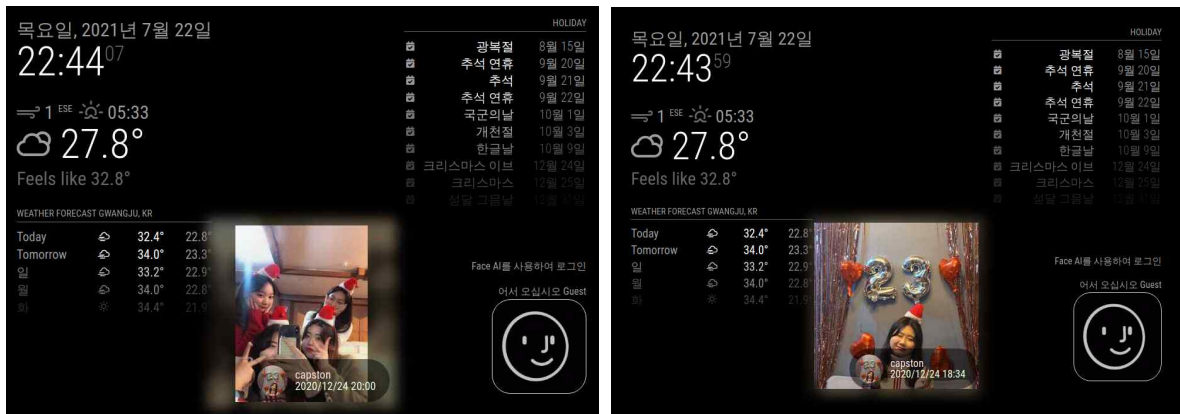 목요일, 2021년 7월 22일
22:44 07
1 ESE 05:33
27.8°
Feels like 32.8°
WEATHER FORECAST GWANGJU, KR
Today 32.4° 22.8°
Tomorrow 34.0° 23.3°
일 33.2° 22.9°
월 34.0° 22.8°
화 34.4° 21.9°
HOLIDAY
광복절 8월 15일
추석 연휴 9월 20일
추석 9월 21일
추석 연휴 9월 22일
국군의날 10월 1일
개천절 10월 3일
한글날 10월 9일
크리스마스 이브 12월 24일
크리스마스 12월 25일
섣달 그믐날
capston
2020/12/24 20:00
Face AI를 사용하여 로그인
어서 오십시오 Guest
목요일, 2021년 7월 22일
22:43 59
1 ESE 05:33
27.8°
Feels like 32.8°
WEATHER FORECAST GWANGJU, KR
Today 32.4° 22.8°
Tomorrow 34.0° 23.3°
일 33.2° 22.9°
월 34.0° 22.8°
화 34.4° 21.9°
HOLIDAY
광복절 8월 15일
추석 연휴 9월 20일
추석 9월 21일
추석 연휴 9월 22일
국군의날 10월 1일
개천절 10월 3일
한글날 10월 9일
크리스마스 이브 12월 24일
크리스마스 12월 25일
섣달 그믐날
23
capston
2020/12/24 18:34
Face AI를 사용하여 로그인
어서 오십시오 Guest